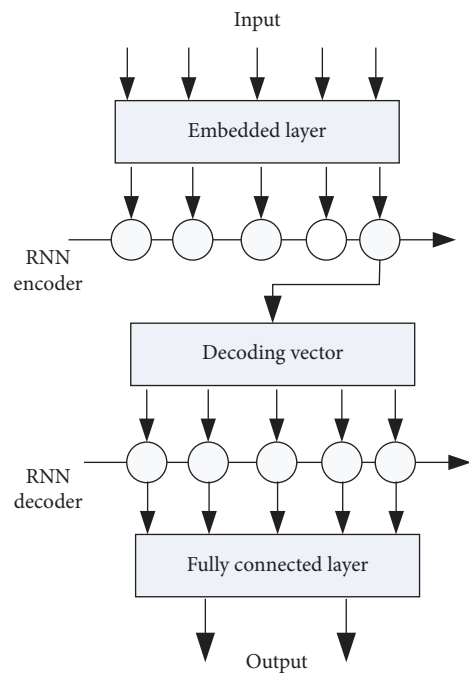 Input
Embedded layer
RNN
encoder
Decoding vector
RNN
decoder
Fully connected layer
Output